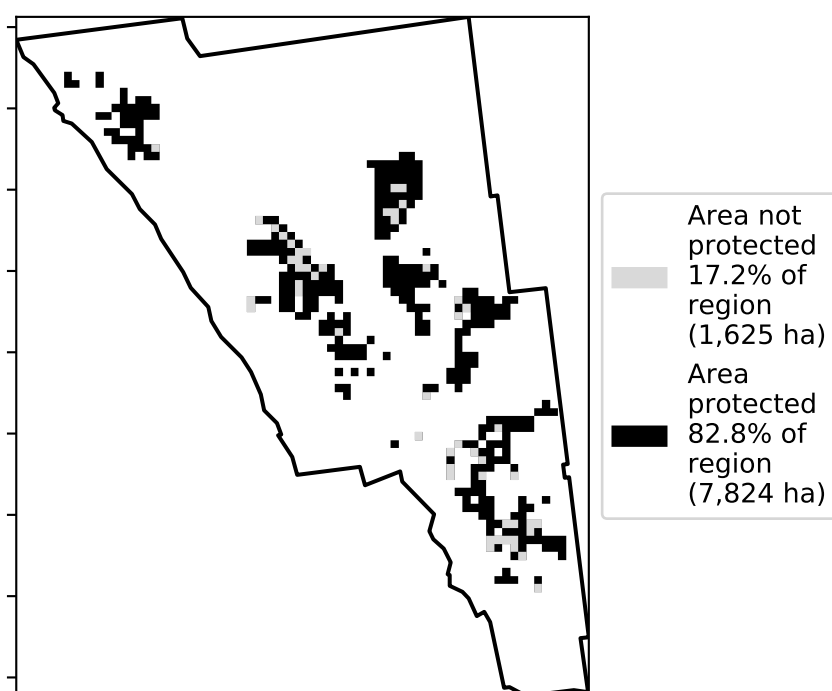 Area not
protected
17.2% of
region
(1,625 ha)
Area
protected
82.8% of
region
(7,824 ha)